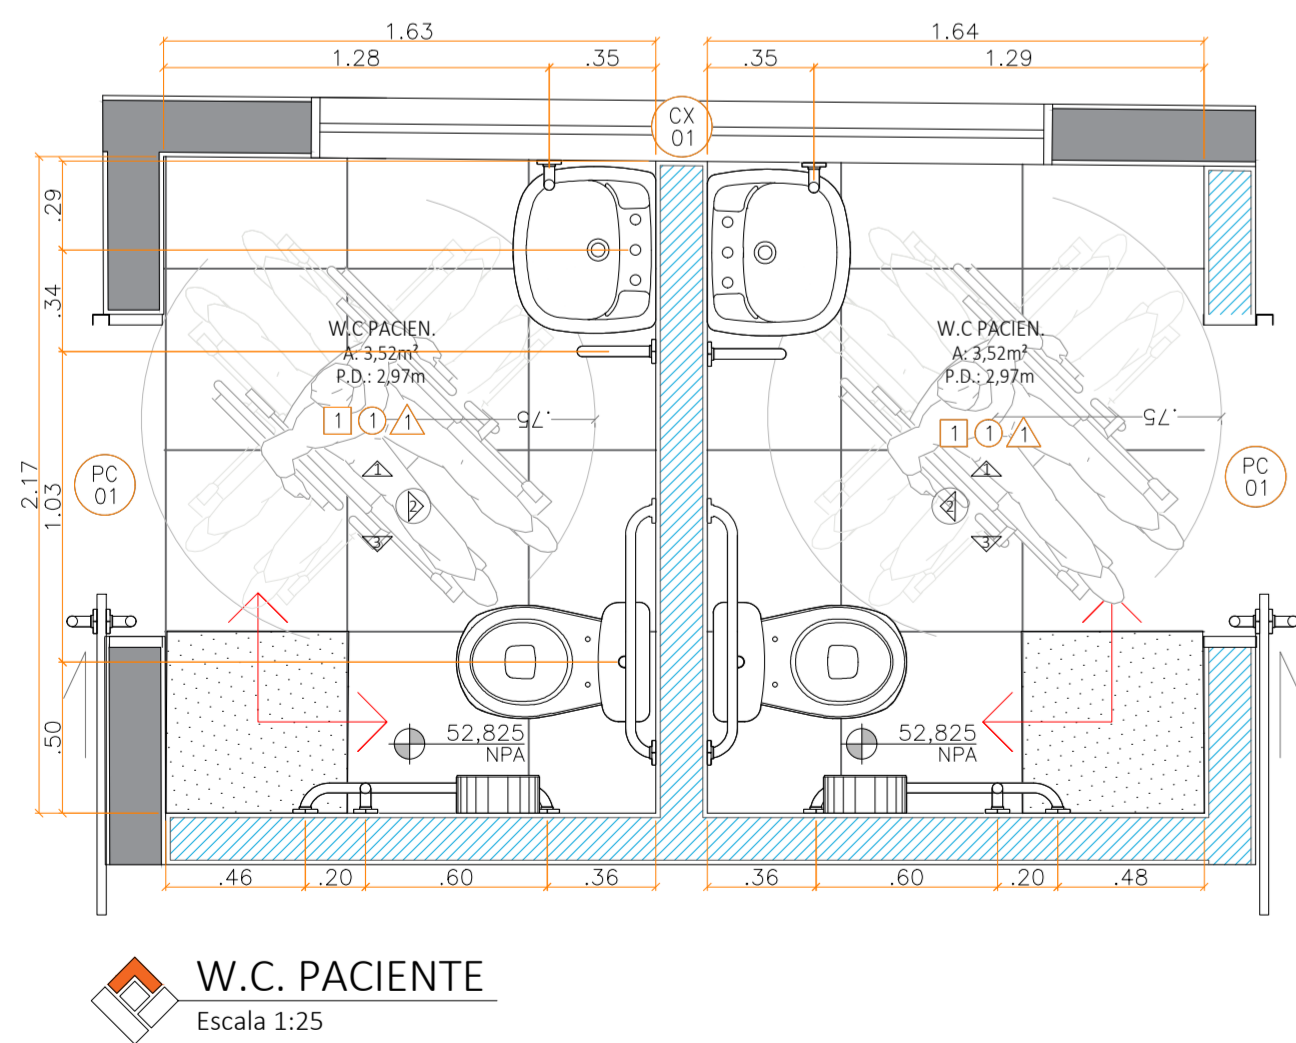 1.63
1.64
1.28
.35
.35
1.29
CX
01
.29
.34
2.17
1.03
.50
W.C PACIEN.
A: 3,52m²
P.D.: 2,97m
1
1
1
.75
1
2
3
W.C PACIEN.
A: 3,52m²
P.D.: 2,97m
1
1
1
.75
1
2
3
PC
01
PC
01
52,825
NPA
52,825
NPA
.46
.20
.60
.36
.36
.60
.20
.48
W.C. PACIENTE
Escala 1:25